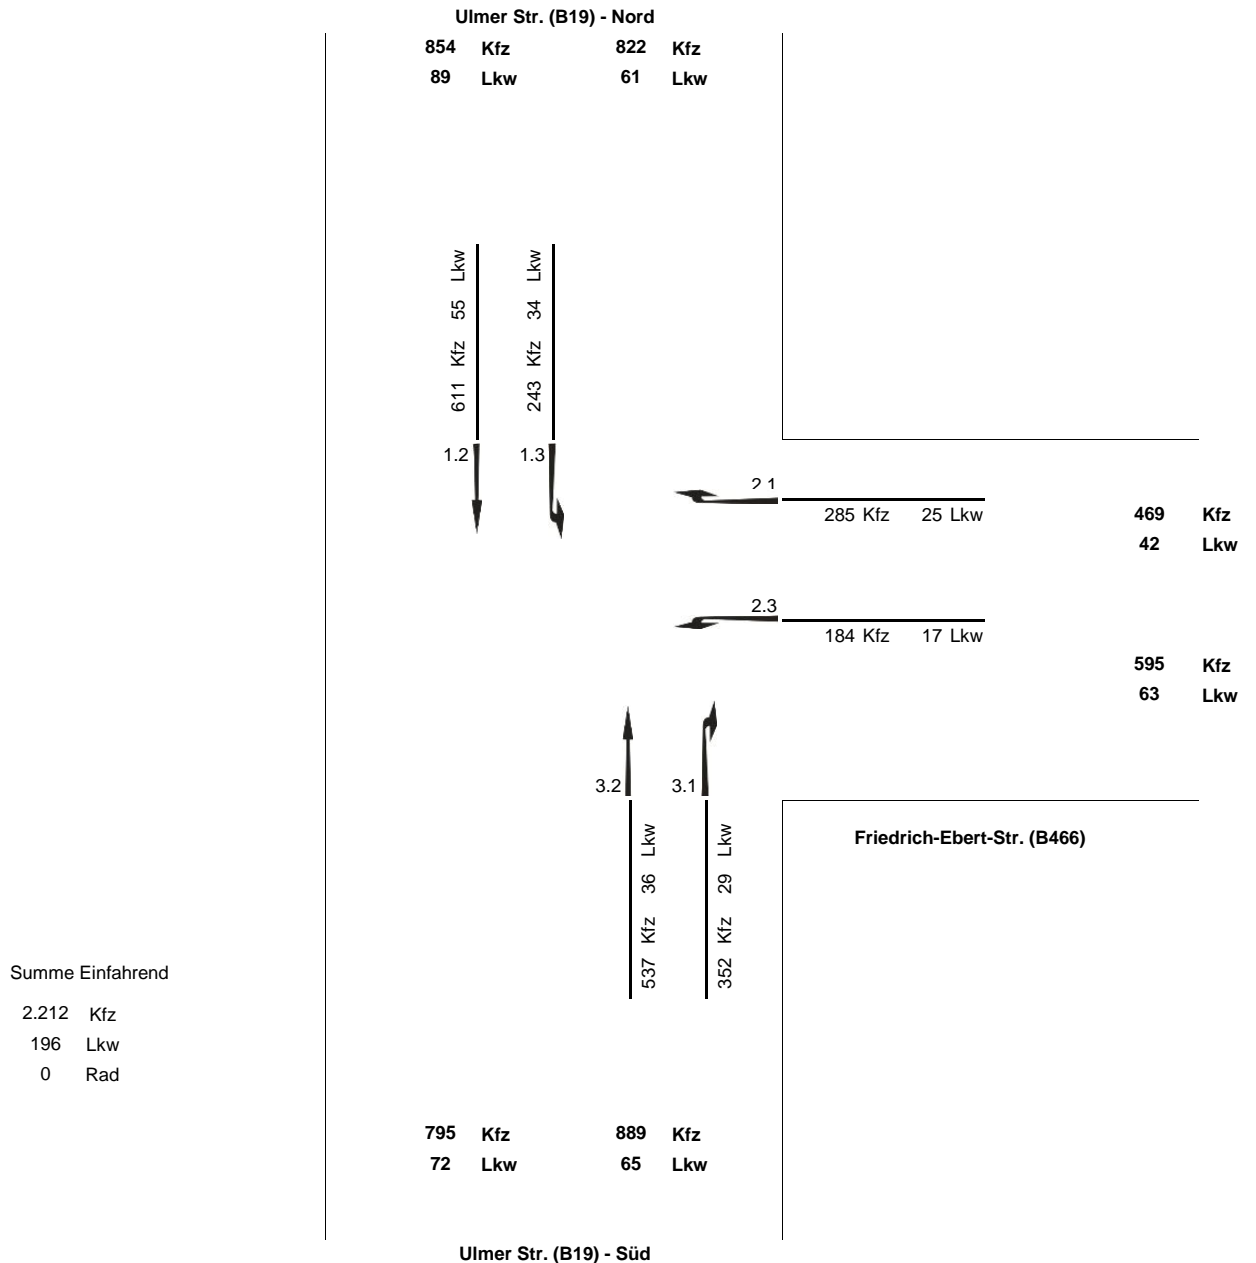 Ulmer Str. (B19) - Nord
854 Kfz 822 Kfz
89 Lkw 61 Lkw
611 Kfz 55 Lkw
243 Kfz 34 Lkw
1.2 1.3
2.1
285 Kfz 25 Lkw
469 Kfz
42 Lkw
2.3
184 Kfz 17 Lkw
595 Kfz
63 Lkw
3.2 3.1
537 Kfz 36 Lkw
352 Kfz 29 Lkw
Friedrich-Ebert-Str. (B466)
Summe Einfahrend
2.212 Kfz
196 Lkw
0 Rad
795 Kfz 889 Kfz
72 Lkw 65 Lkw
Ulmer Str. (B19) - Süd